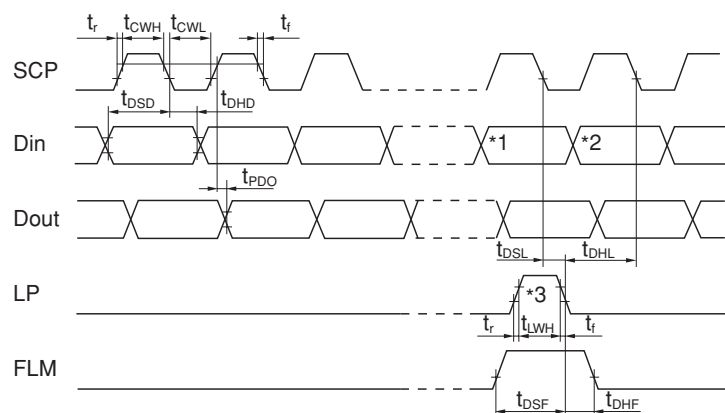 tr tCWH tCWL tf
SCP
tDSD tDHD
Din *1 *2
tPDO
Dout
tDSL tDHL
LP *3
tr tLWH tf
FLM
tDSF tDHF